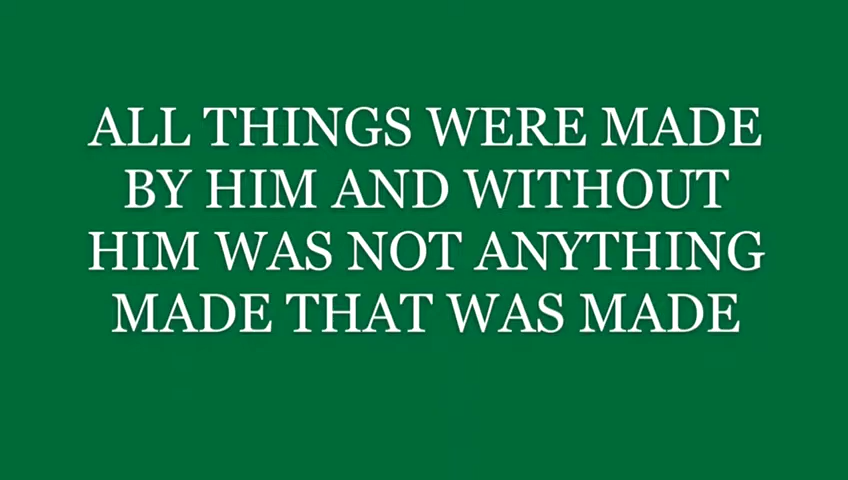 ALL THINGS WERE MADE
BY HIM AND WITHOUT
HIM WAS NOT ANYTHING
MADE THAT WAS MADE